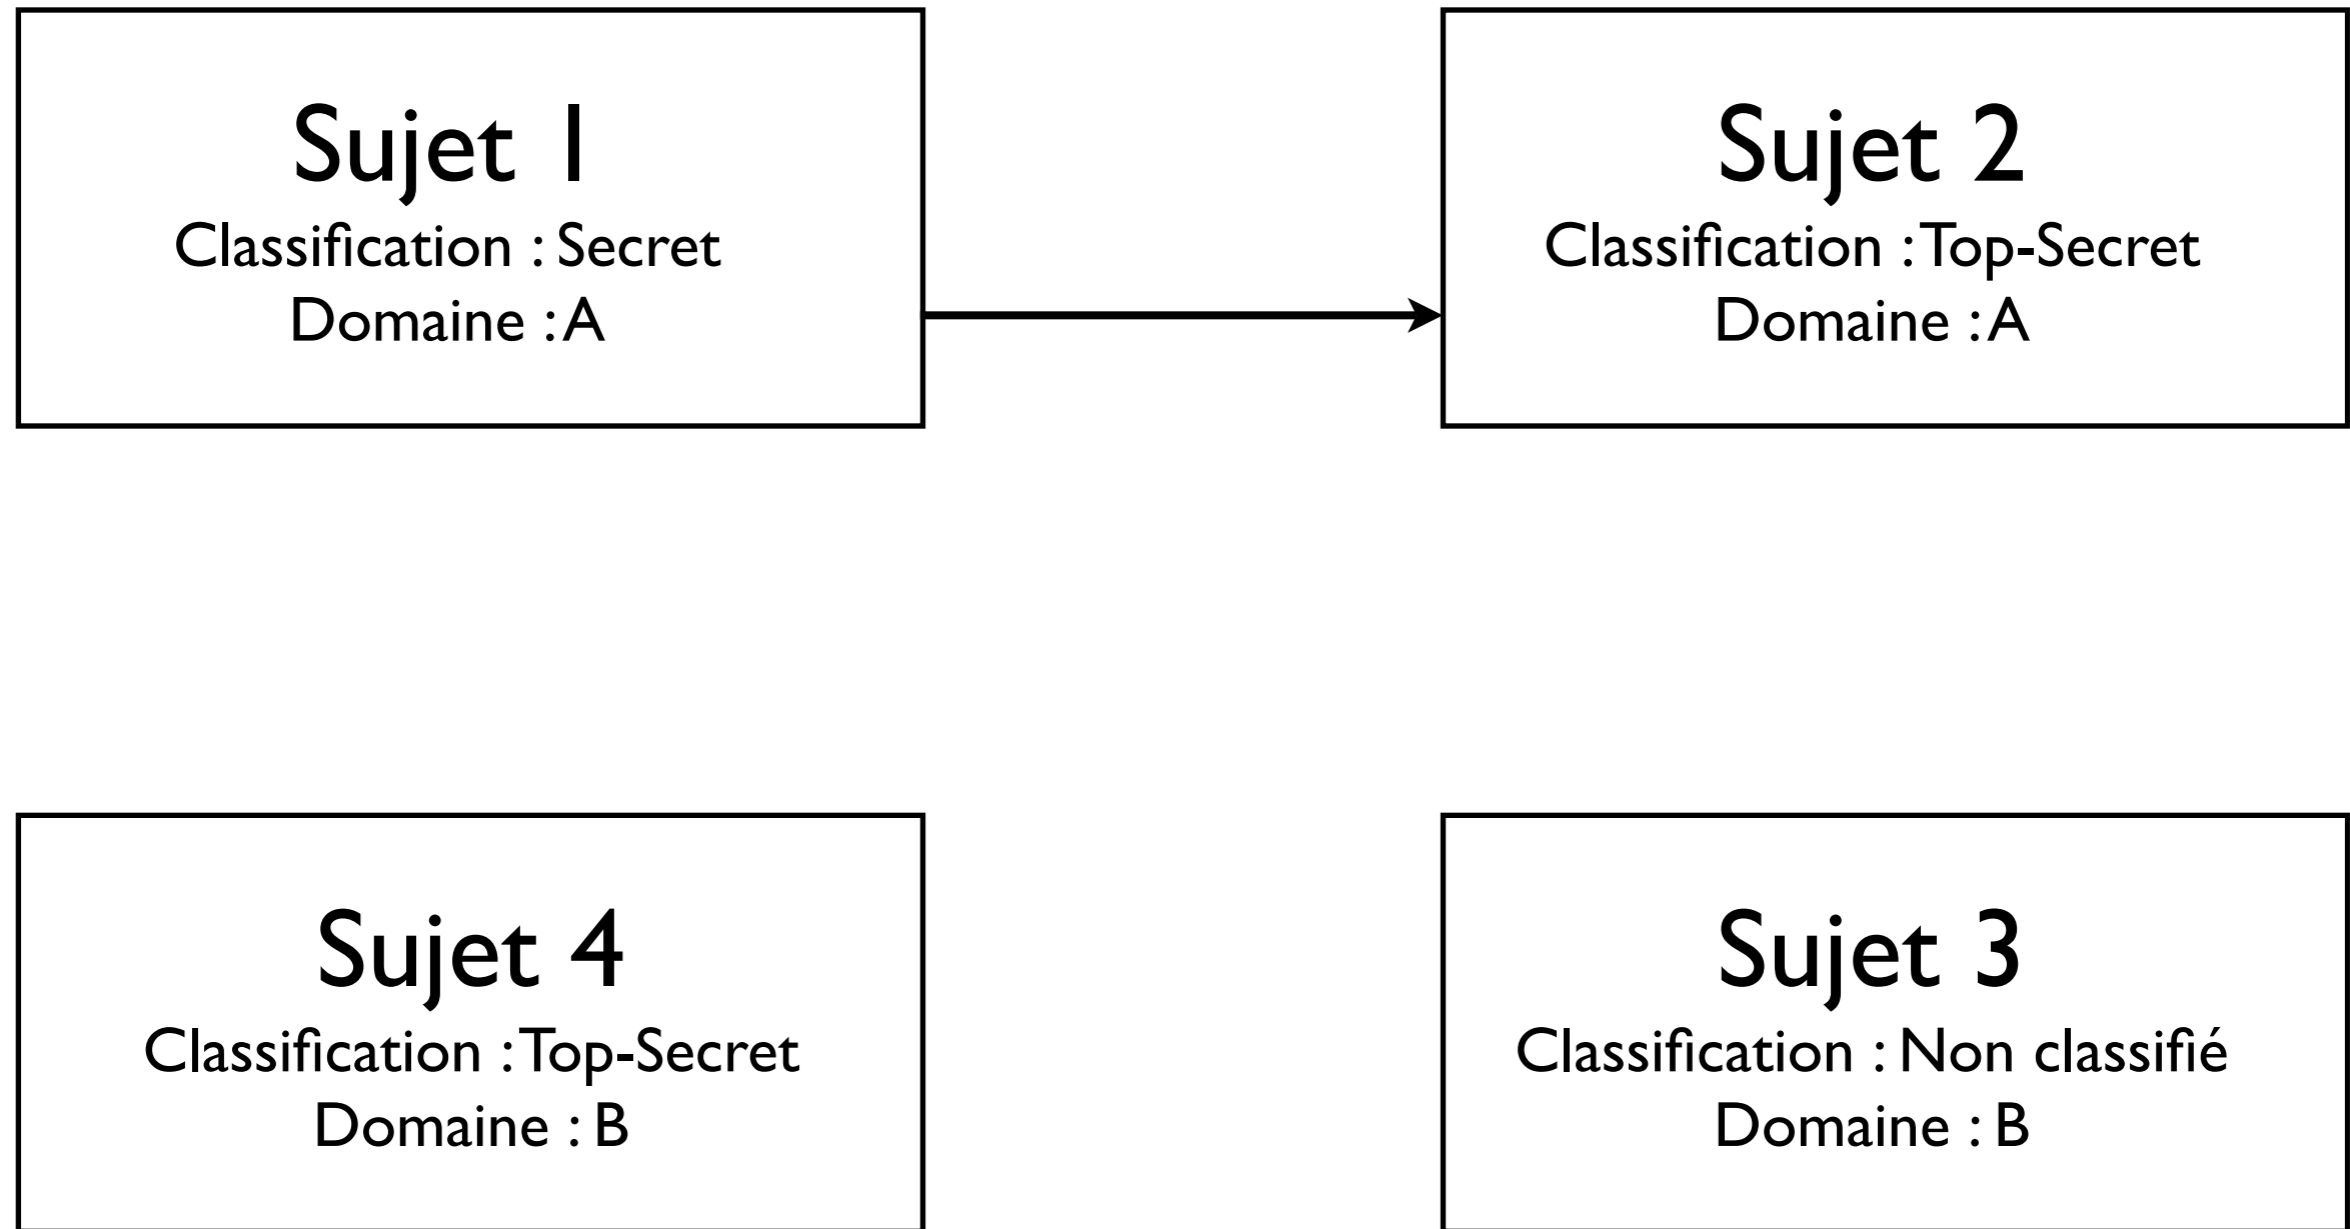 Sujet 1
Classification : Secret
Domaine : A
Sujet 2
Classification : Top-Secret
Domaine : A
Sujet 4
Classification : Top-Secret
Domaine : B
Sujet 3
Classification : Non classifié
Domaine : B